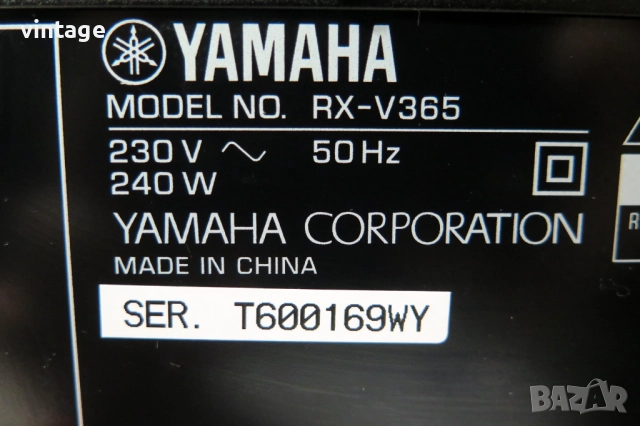 vintage
YAMAHA
MODEL NO. RX-V365
230 V ~ 50 Hz
240 W
YAMAHA CORPORATION
MADE IN CHINA
SER. T600169WY
R
BAZAR